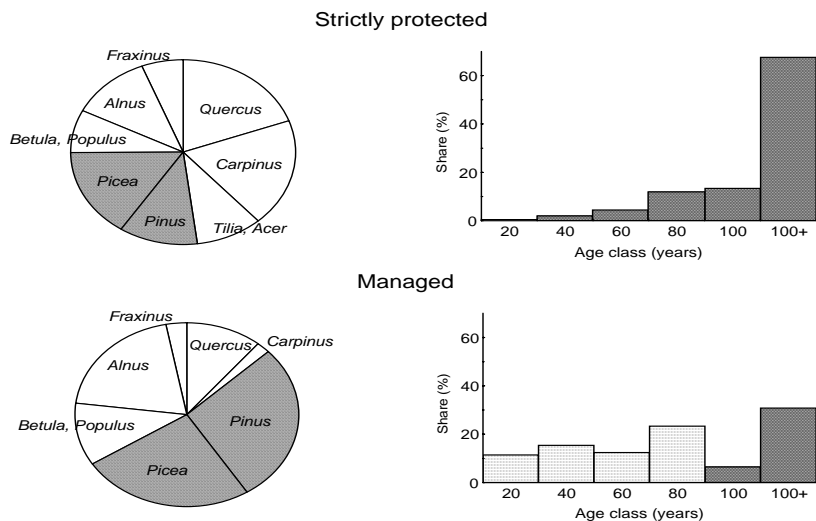 Strictly protected
Fraxinus
Alnus
Quercus
Betula, Populus
Carpinus
Picea
Pinus
Tilia, Acer
Share (%)
60
40
20
0
20 40 60 80 100 100+
Age class (years)
Managed
Fraxinus
Quercus
Carpinus
Alnus
Pinus
Betula, Populus
Picea
Share (%)
60
40
20
0
20 40 60 80 100 100+
Age class (years)